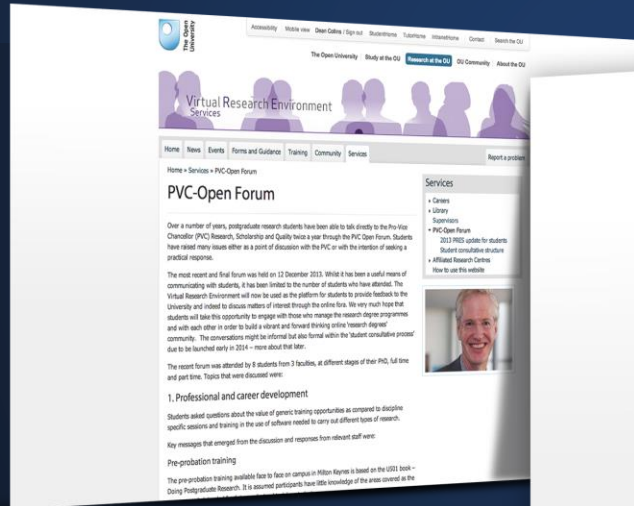 The Open
University
Accessibility Mobile view Dean Collins / Sign out StudentHome TutorHome IntranetHome Contact Search the OU
The Open University Study at the OU Research at the OU OU Community About the OU
Virtual Research Environment
Services
Home News Events Forms and Guidance Training Community Services Report a problem
Home » Services » PVC-Open Forum
PVC-Open Forum
Over a number of years, postgraduate research students have been able to talk directly to the Pro-Vice
Chancellor (PVC) Research, Scholarship and Quality twice a year through the PVC Open Forum. Students
have raised many issues either as a point of discussion with the PVC or with the intention of seeking a
practical response.
The most recent and final forum was held on 12 December 2013. Whilst it has been a useful means of
communicating with students, it has been limited to the number of students who have attended. The
Virtual Research Environment will now be used as the platform for students to provide feedback to the
University and indeed to discuss matters of interest through the online fora. We very much hope that
students will take this opportunity to engage with those who manage the research degree programmes
and with each other in order to build a vibrant and forward thinking online 'research degrees'
community. The conversations might be informal but also formal within the 'student consultative process'
due to be launched early in 2014 – more about that later.
The recent forum was attended by 8 students from 3 faculties, at different stages of their PhD, full time
and part time. Topics that were discussed were:
1. Professional and career development
Students asked questions about the value of generic training opportunities as compared to discipline
specific sessions and training in the use of software needed to carry out different types of research.
Key messages that emerged from the discussion and responses from relevant staff were:
Pre-probation training
The pre-probation training available face to face on campus in Milton Keynes is based on the U501 book –
Doing Postgraduate Research. It is assumed participants have little knowledge of the areas covered as the
Services
Careers
Library
Supervisors
PVC-Open Forum
2013 PRES update for students
Student consultative structure
Affiliated Research Centres
How to use this website